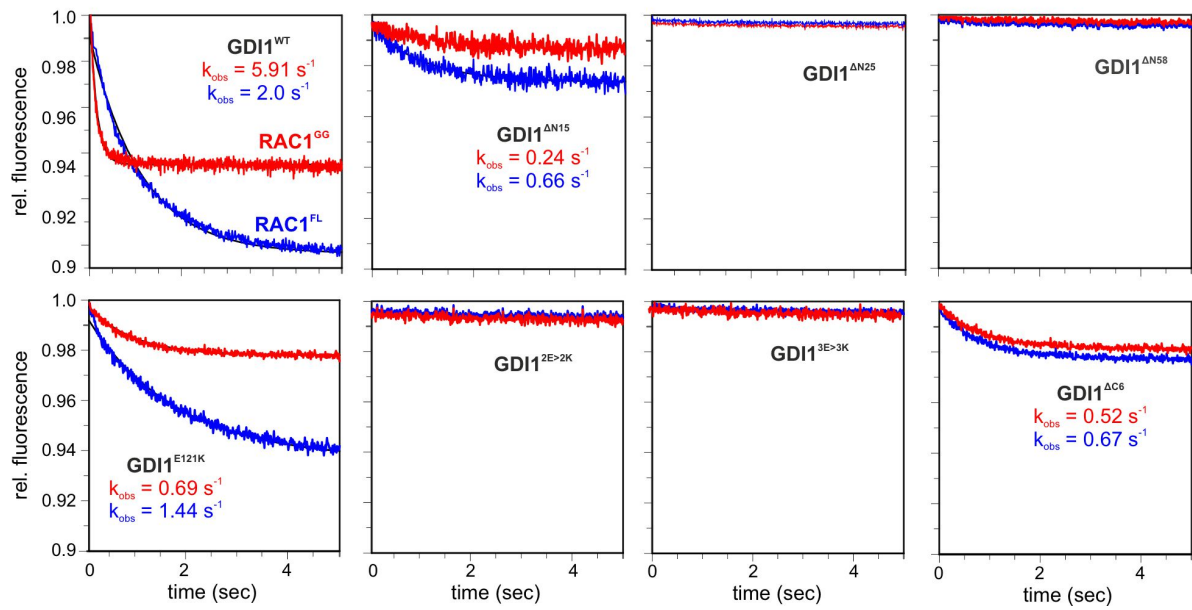 1.0
0.98
0.96
0.94
0.92
0.9
rel. fluorescence
GDI1^WT
k_obs = 5.91 s^-1
k_obs = 2.0 s^-1
RAC1^GG
RAC1^FL
GDI1^ΔN15
k_obs = 0.24 s^-1
k_obs = 0.66 s^-1
GDI1^ΔN25
GDI1^ΔN58
1.0
0.98
0.96
0.94
0.92
0.9
rel. fluorescence
GDI1^E121K
k_obs = 0.69 s^-1
k_obs = 1.44 s^-1
GDI1^2E>2K
GDI1^3E>3K
GDI1^ΔC6
k_obs = 0.52 s^-1
k_obs = 0.67 s^-1
0 2 4
0 2 4
0 2 4
0 2 4
time (sec)
time (sec)
time (sec)
time (sec)